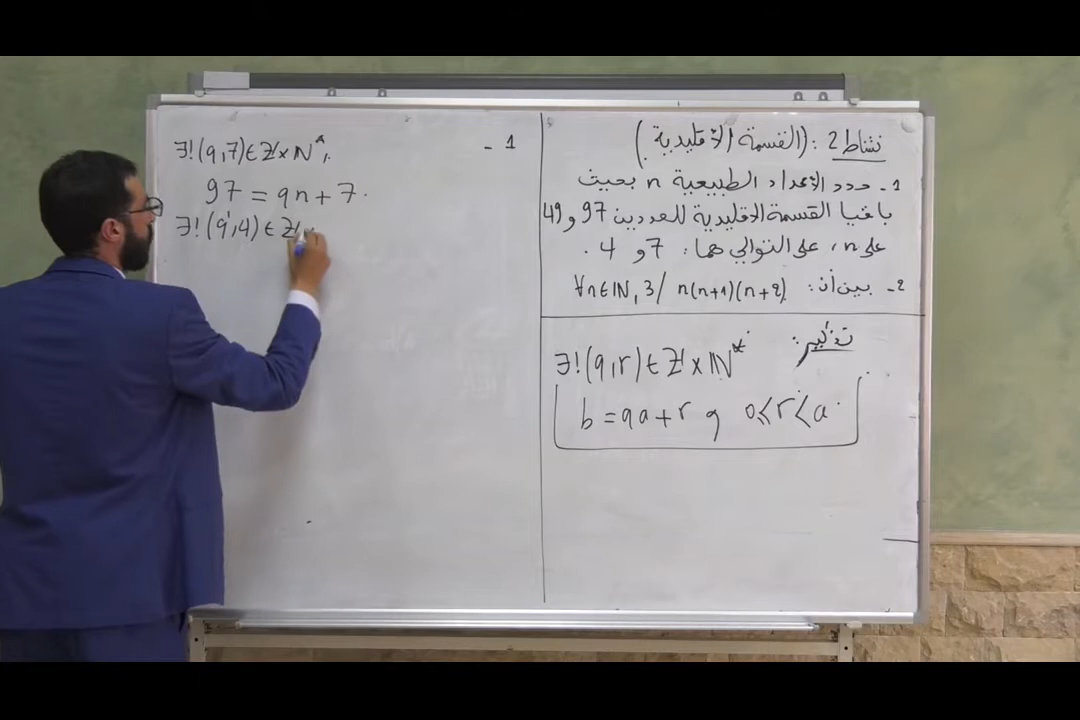 نشاط 2 : (القسمة الإقليدية)
1- حدد الأعداد الطبيعية n بحيث
باقيا القسمة الإقليدية للعددين 97 و 49
على n، على التوالي هما: 7 و 4 .
2- بين أن: ∀n∈ℕ, 3/ n(n+1)(n+2)
تذكير:
∃!(q,r)∈ℤ×ℕ*
b=qa+r و 0≤r<a.
1 -
∃!(q,7)∈ℤ×ℕ*,
97 = qn+7.
∃!(q',4)∈ℤ